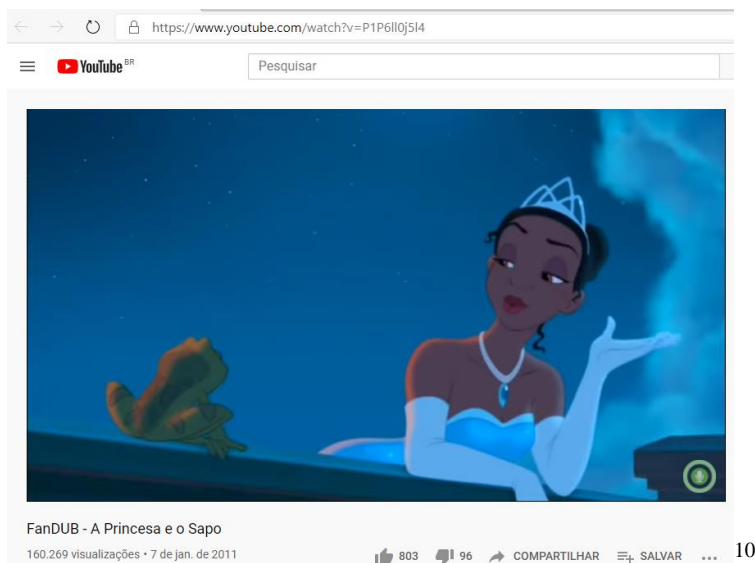 https://www.youtube.com/watch?v=P1P6ll0j5l4
YouTube BR
Pesquisar
FanDUB - A Princesa e o Sapo
160.269 visualizações • 7 de jan. de 2011
803 96 COMPARTILHAR SALVAR ...
10